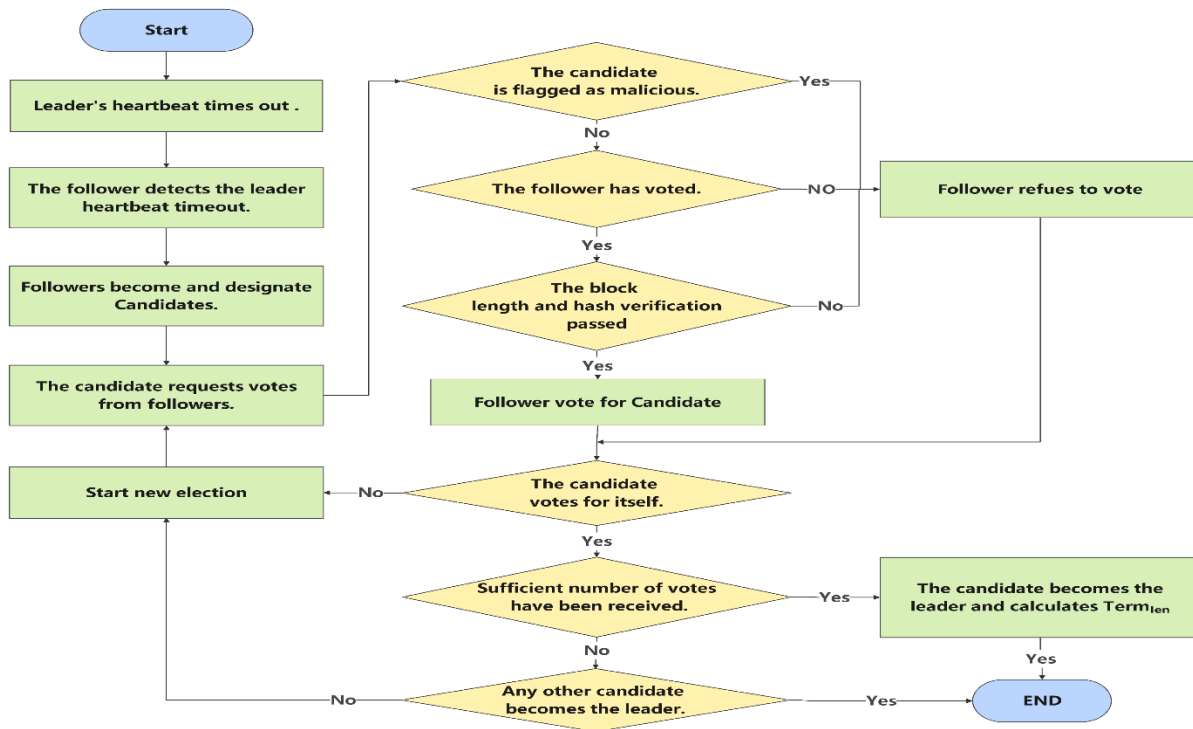 Start
Leader's heartbeat times out .
The follower detects the leader
heartbeat timeout.
Followers become and designate
Candidates.
The candidate requests votes
from followers.
Start new election
The candidate
is flagged as malicious.
Yes
No
The follower has voted.
NO
Follower refues to vote
Yes
The block
length and hash verification
passed
No
Yes
Follower vote for Candidate
The candidate
votes for itself.
No
Yes
Sufficient number of votes
have been received.
Yes
The candidate becomes the
leader and calculates Termlen
Yes
No
Any other candidate
becomes the leader.
No
Yes
END